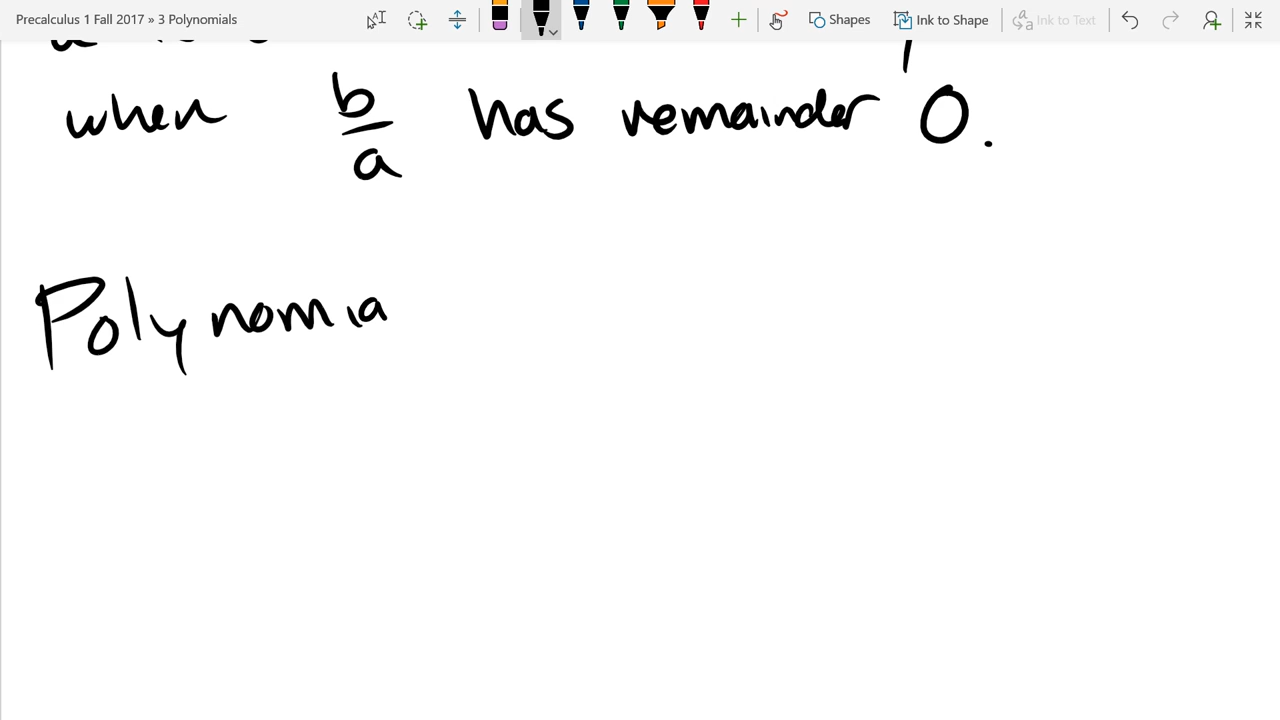 Precalculus 1 Fall 2017 » 3 Polynomials
Shapes
Ink to Shape
Ink to Text
when b/a has remainder 0.
Polynomia